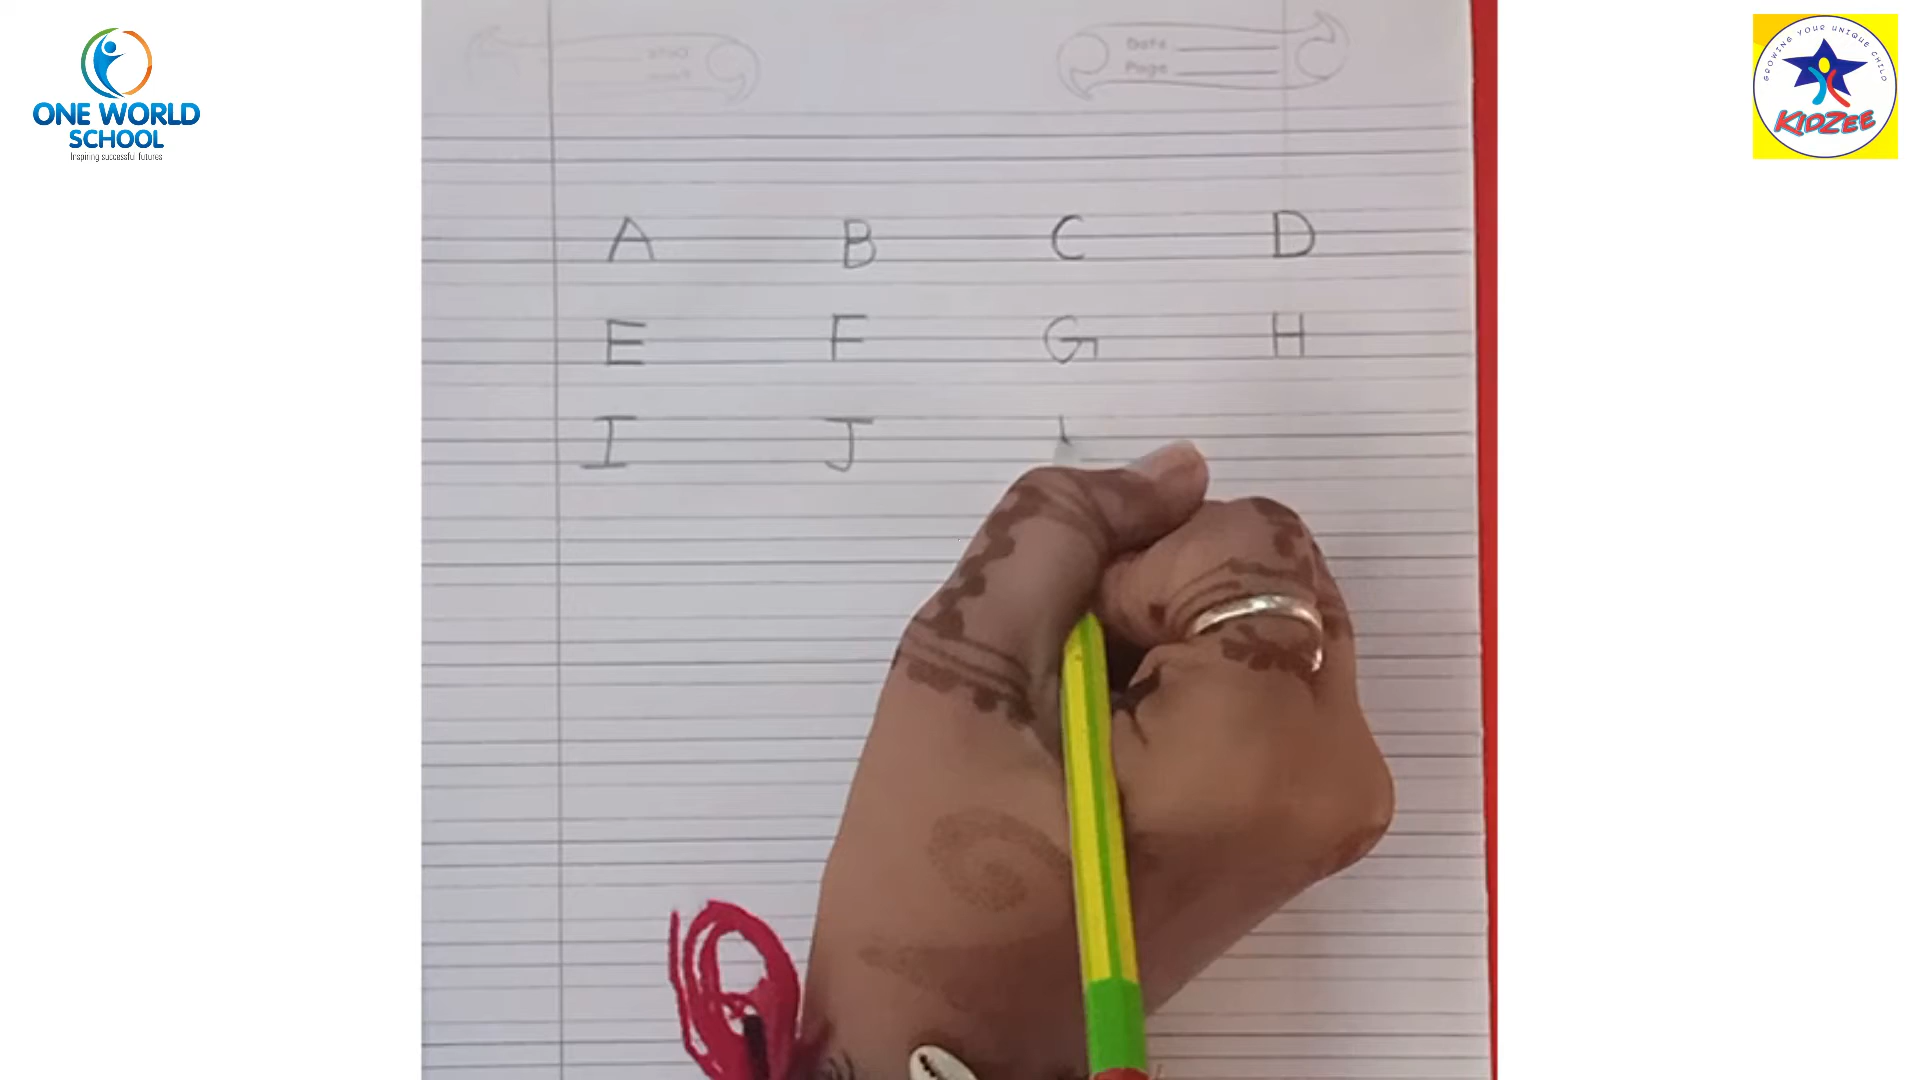 ONE WORLD
SCHOOL
Inspiring successful futures
GROWING YOUR UNIQUE CHILD
KIDZEE
Date
Page
A B C D
E F G H
I J